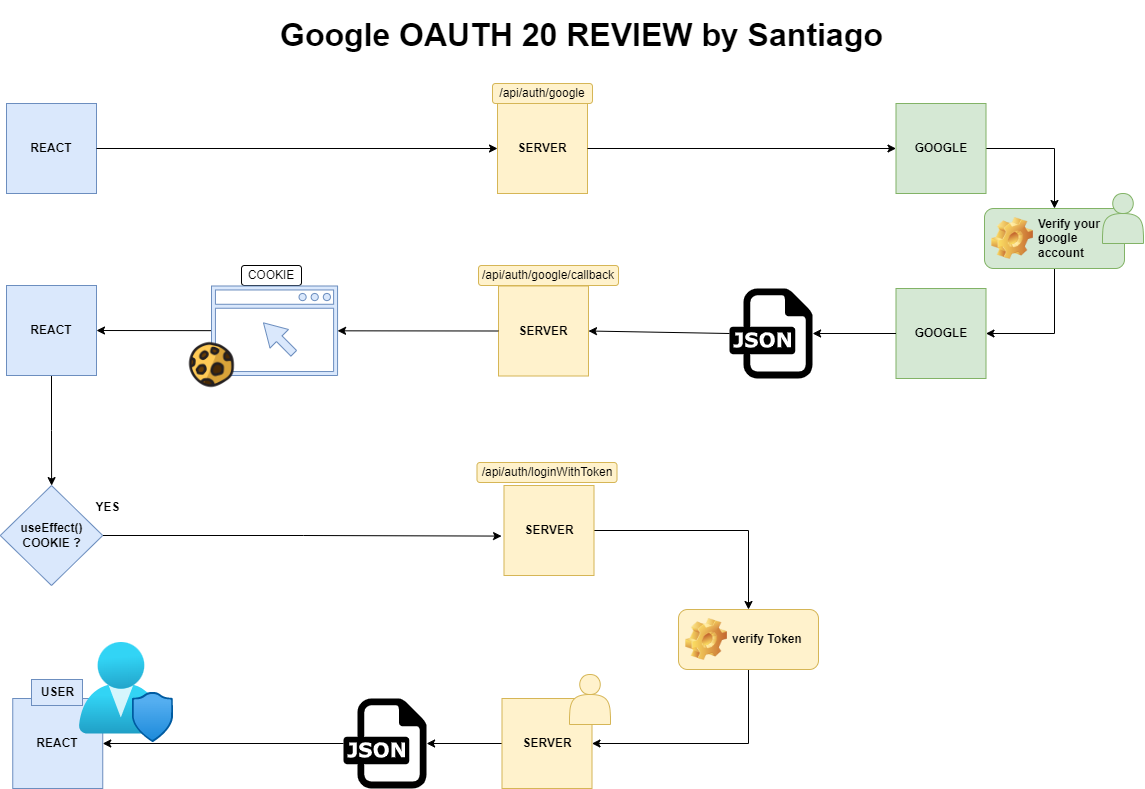 Google OAUTH 20 REVIEW by Santiago
/api/auth/google
REACT
SERVER
GOOGLE
Verify your
google
account
COOKIE
/api/auth/google/callback
REACT
SERVER
JSON
GOOGLE
/api/auth/loginWithToken
YES
useEffect()
COOKIE ?
SERVER
verify Token
USER
REACT
JSON
SERVER